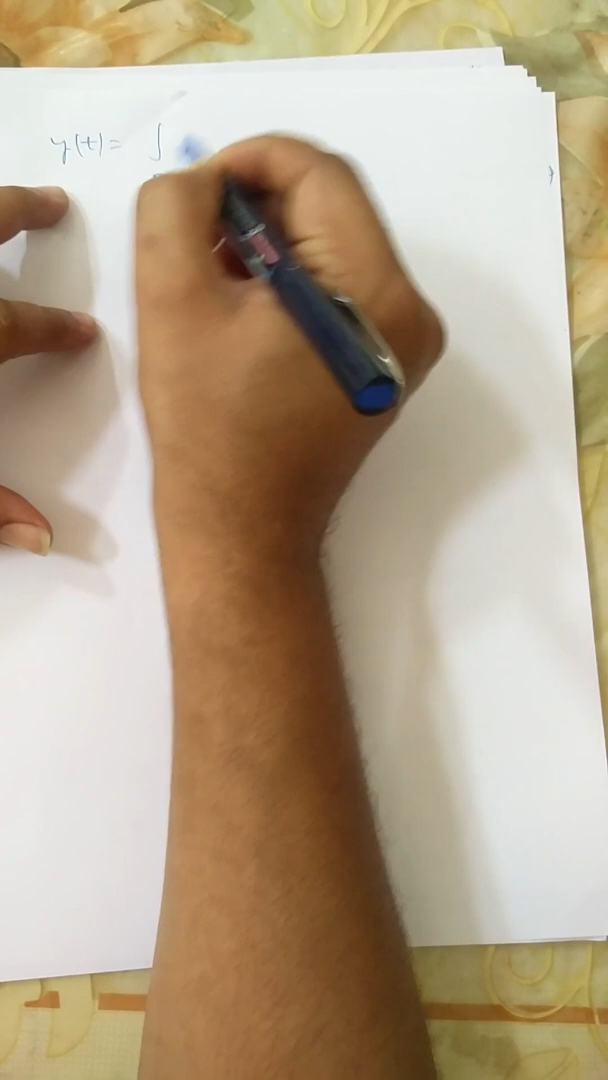 y(t) = ∫